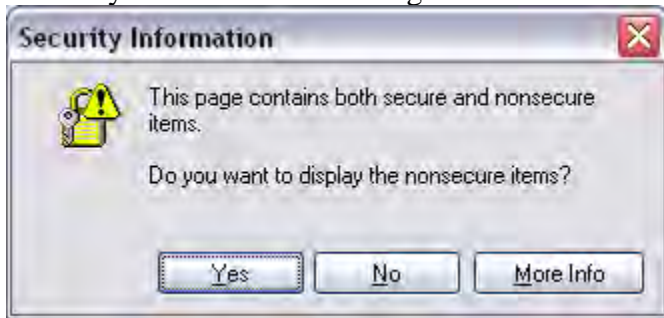 Security Information
This page contains both secure and nonsecure
items.
Do you want to display the nonsecure items?
Yes No More Info